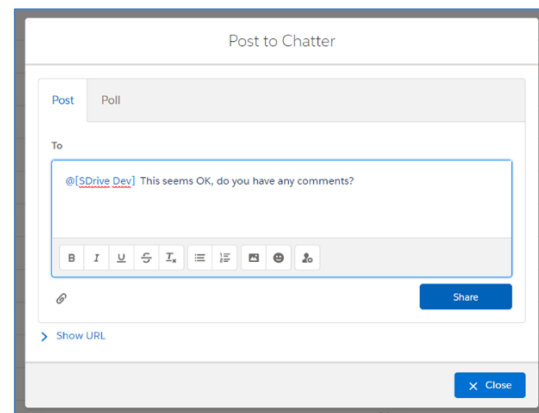 Post to Chatter
Post Poll
To
@[SDrive Dev] This seems OK, do you have any comments?
B I U S Tx
Share
Show URL
Close